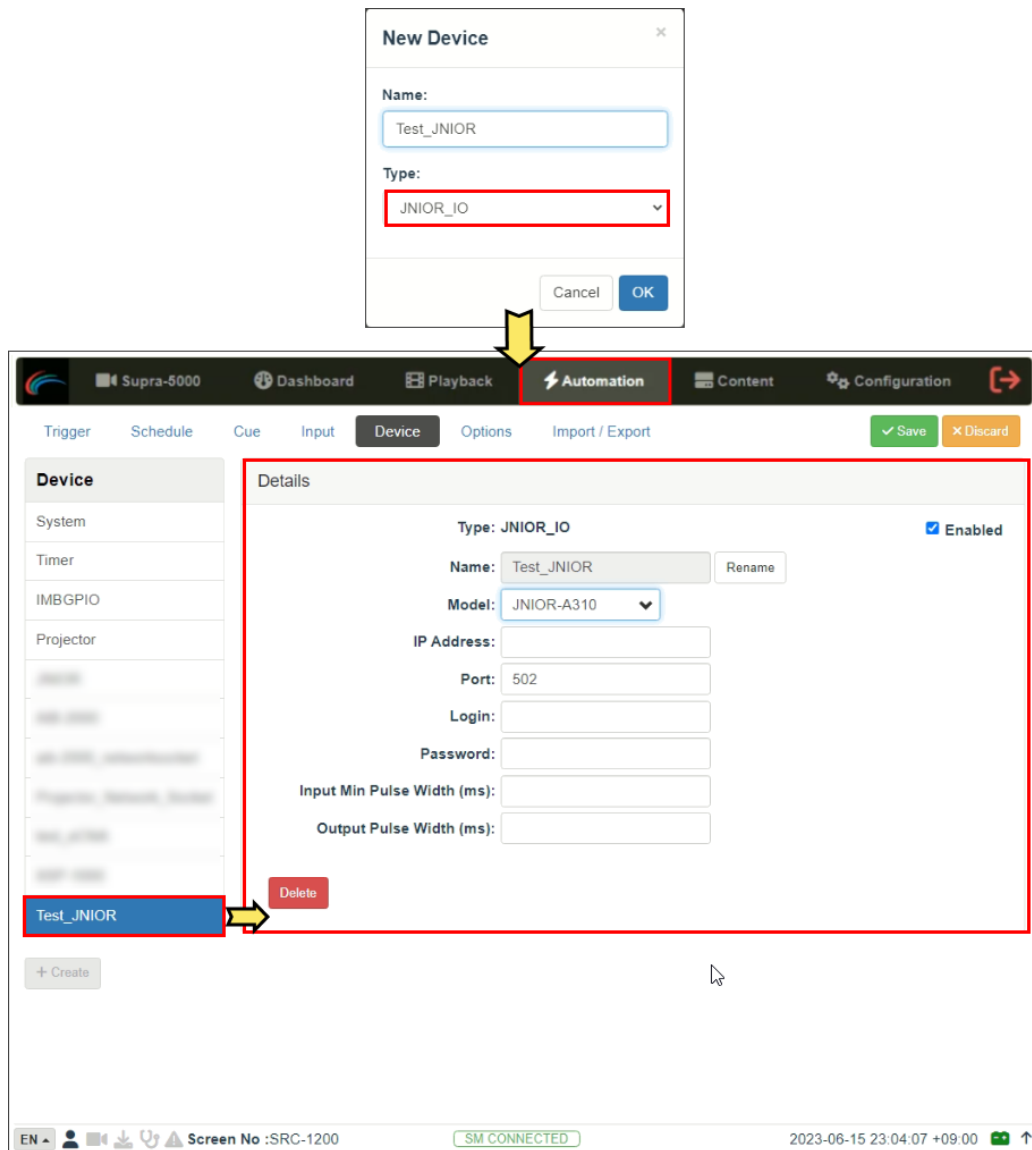 New Device ×
Name:
Test_JNIOR
Type:
JNIOR_IO
Cancel OK
Supra-5000 Dashboard Playback Automation Content Configuration
Trigger Schedule Cue Input Device Options Import / Export Save × Discard
Device
System
Timer
IMBGPIO
Projector
Test_JNIOR
+ Create
Details
Type: JNIOR_IO Enabled
Name: Test_JNIOR Rename
Model: JNIOR-A310
IP Address:
Port: 502
Login:
Password:
Input Min Pulse Width (ms):
Output Pulse Width (ms):
Delete
EN Screen No :SRC-1200 SM CONNECTED 2023-06-15 23:04:07 +09:00